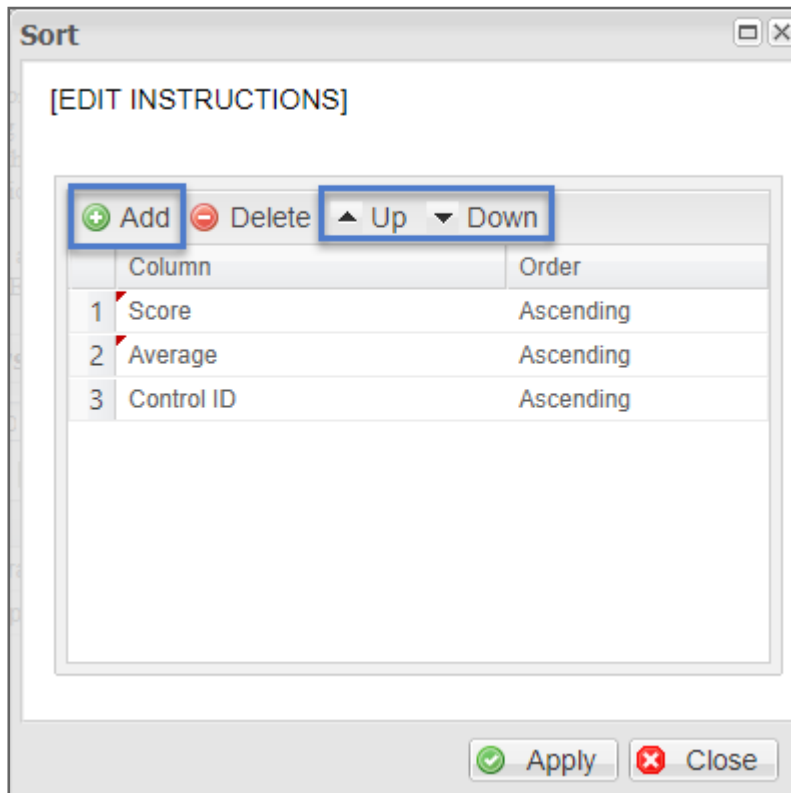 Sort
[EDIT INSTRUCTIONS]
Add Delete Up Down
Column Order
1 Score Ascending
2 Average Ascending
3 Control ID Ascending
Apply Close